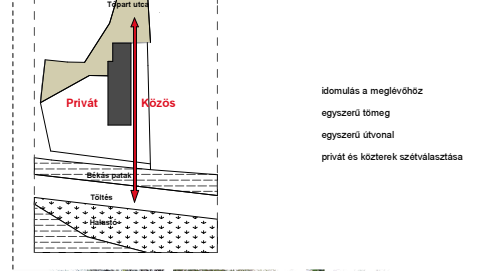 Tópart utca
Privát
Közös
Békás patak
Töltés
Halastó
idomulás a meglévőhöz
egyszerű tömeg
egyszerű útvonal
privát és közterek szétválasztása